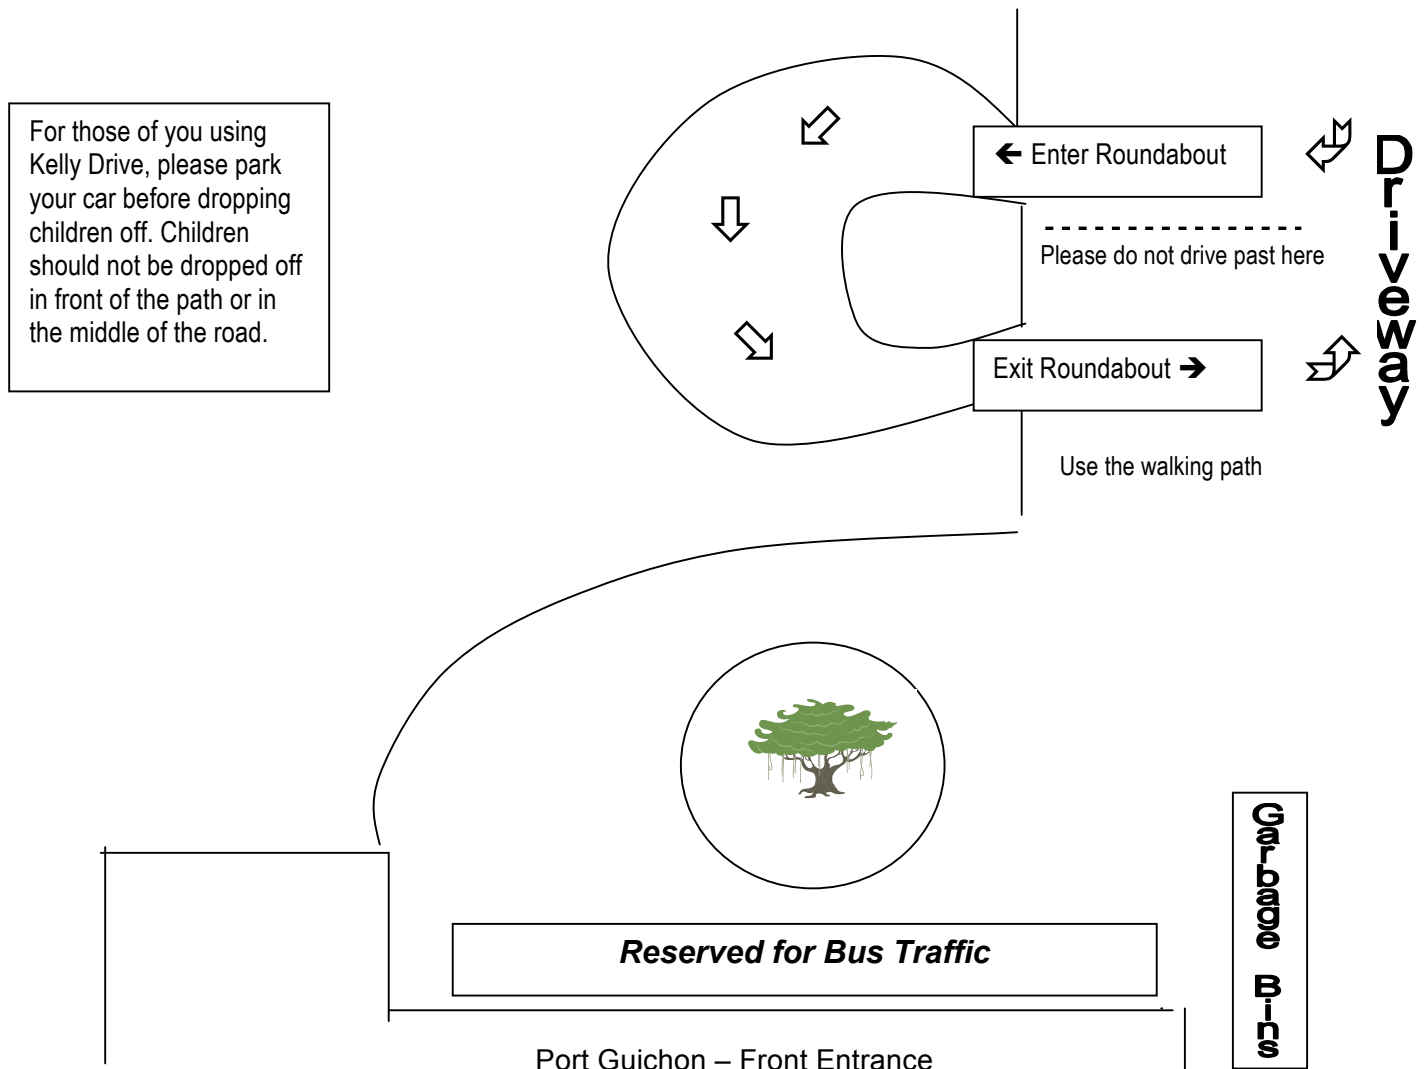 For those of you using
Kelly Drive, please park
your car before dropping
children off. Children
should not be dropped off
in front of the path or in
the middle of the road.
🡸 Enter Roundabout
Please do not drive past here
Exit Roundabout 🡺
Driveway
Use the walking path
Garbage Bins
Reserved for Bus Traffic
Port Guichon – Front Entrance